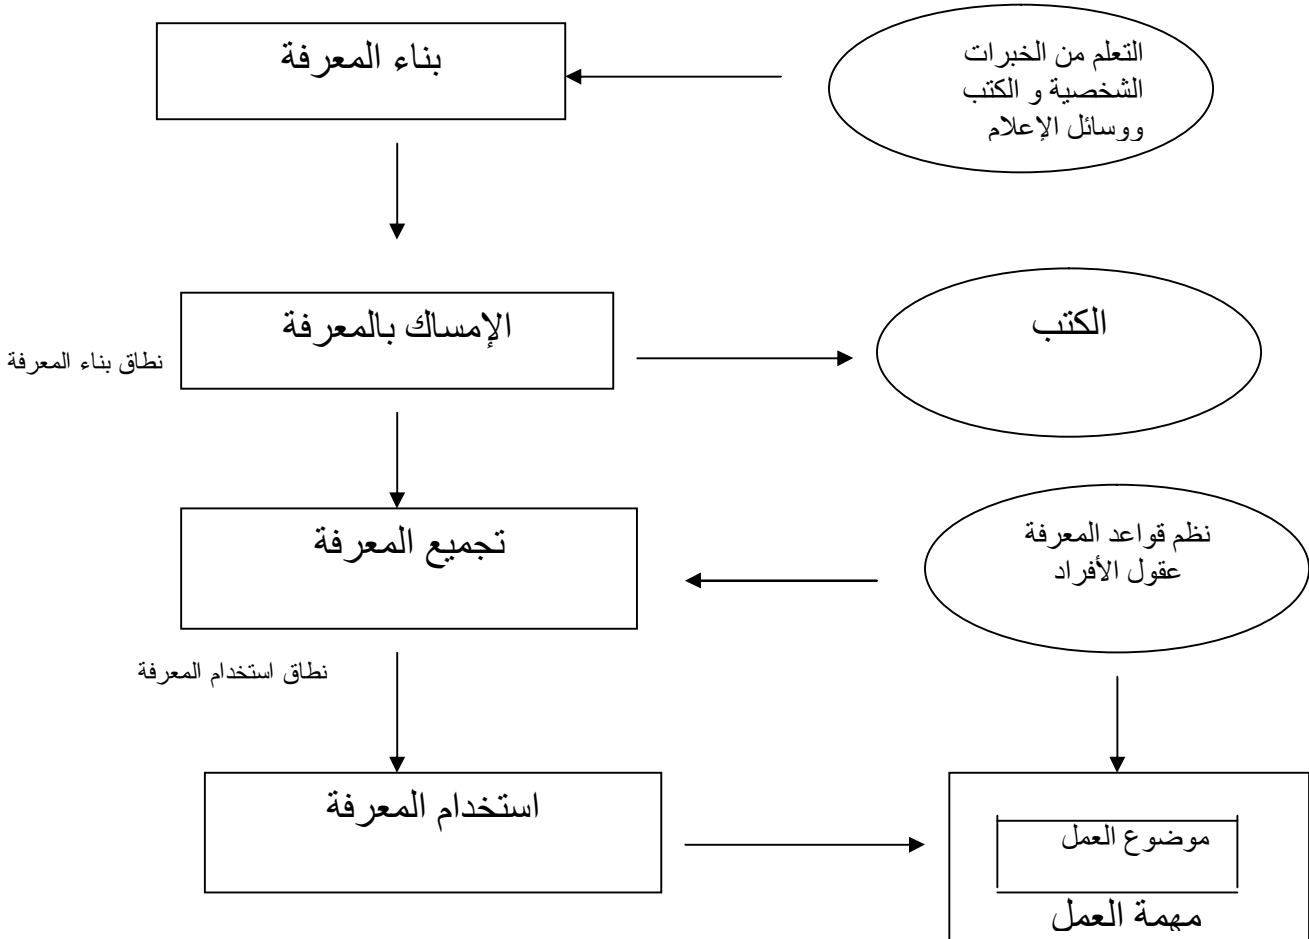 بناء المعرفة
التعلم من الخبرات
الشخصية و الكتب
ووسائل الإعلام
الإمساك بالمعرفة
الكتب
نطاق بناء المعرفة
تجميع المعرفة
نظم قواعد المعرفة
عقول الأفراد
نطاق استخدام المعرفة
استخدام المعرفة
موضوع العمل
مهمة العمل